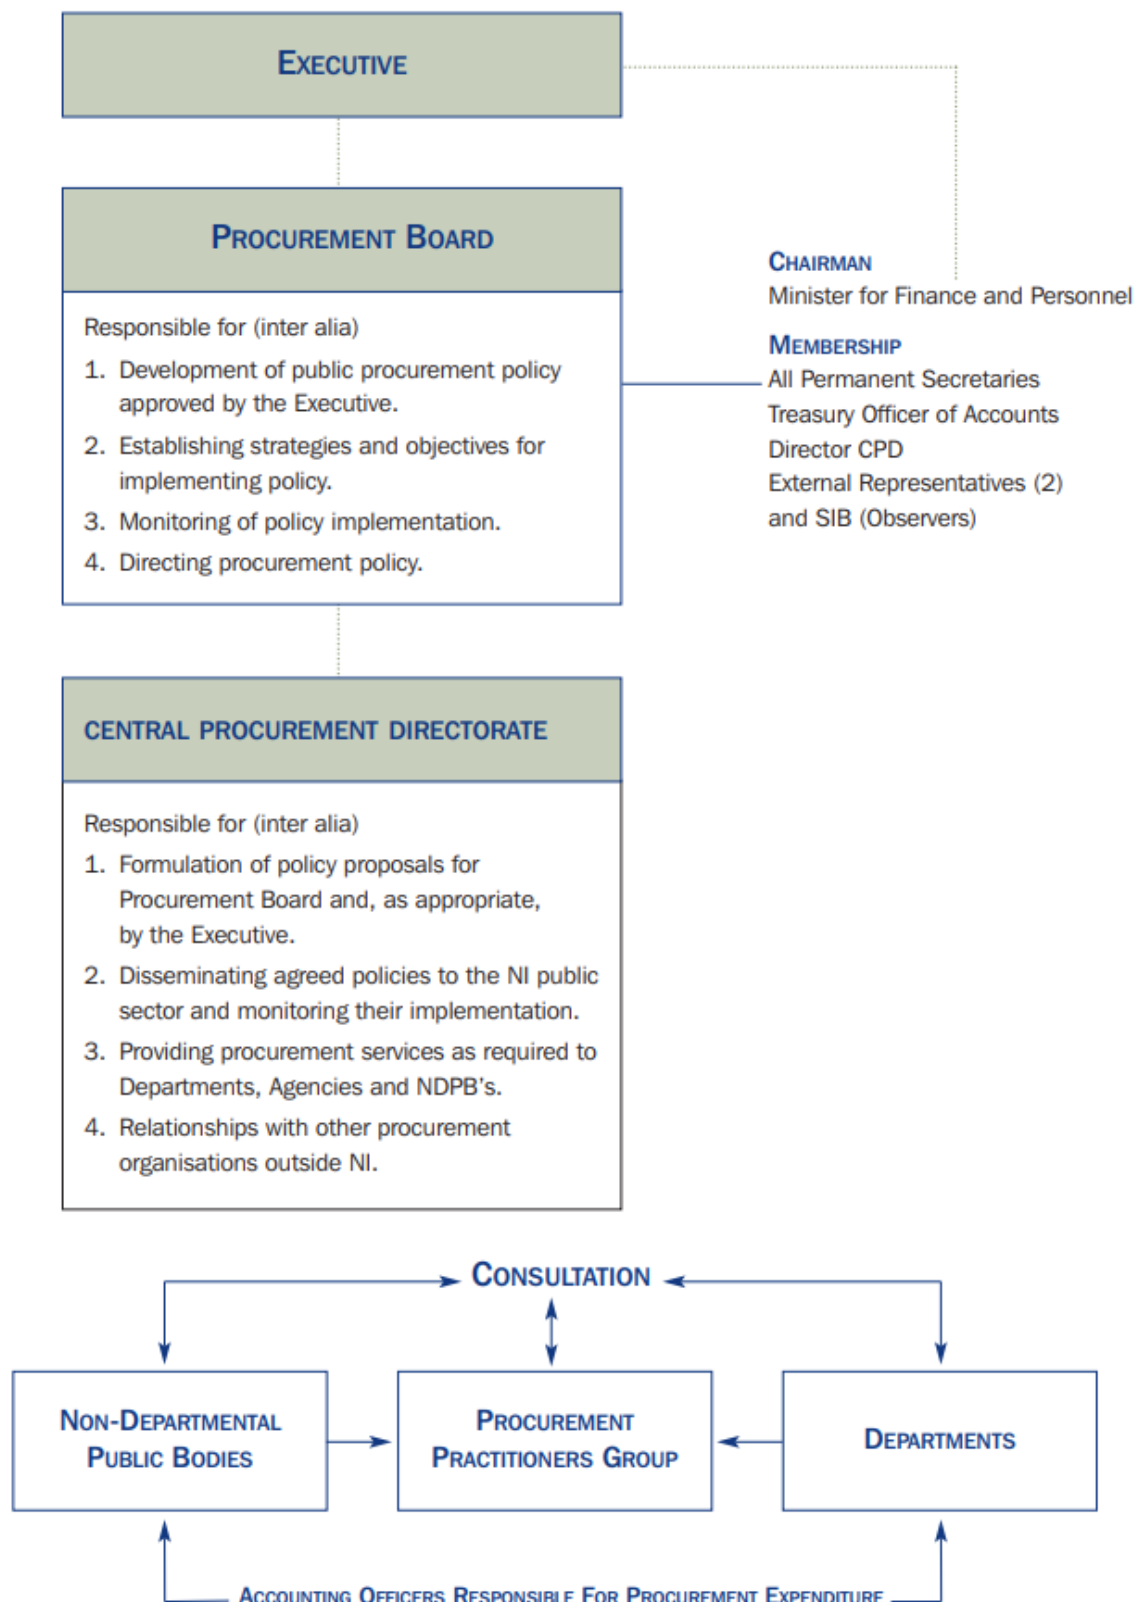 EXECUTIVE
PROCUREMENT BOARD
Responsible for (inter alia)
1. Development of public procurement policy
approved by the Executive.
2. Establishing strategies and objectives for
implementing policy.
3. Monitoring of policy implementation.
4. Directing procurement policy.
CHAIRMAN
Minister for Finance and Personnel
MEMBERSHIP
All Permanent Secretaries
Treasury Officer of Accounts
Director CPD
External Representatives (2)
and SIB (Observers)
CENTRAL PROCUREMENT DIRECTORATE
Responsible for (inter alia)
1. Formulation of policy proposals for
Procurement Board and, as appropriate,
by the Executive.
2. Disseminating agreed policies to the NI public
sector and monitoring their implementation.
3. Providing procurement services as required to
Departments, Agencies and NDPB's.
4. Relationships with other procurement
organisations outside NI.
CONSULTATION
NON-DEPARTMENTAL
PUBLIC BODIES
PROCUREMENT
PRACTITIONERS GROUP
DEPARTMENTS
ACCOUNTING OFFICERS RESPONSIBLE FOR PROCUREMENT EXPENDITURE